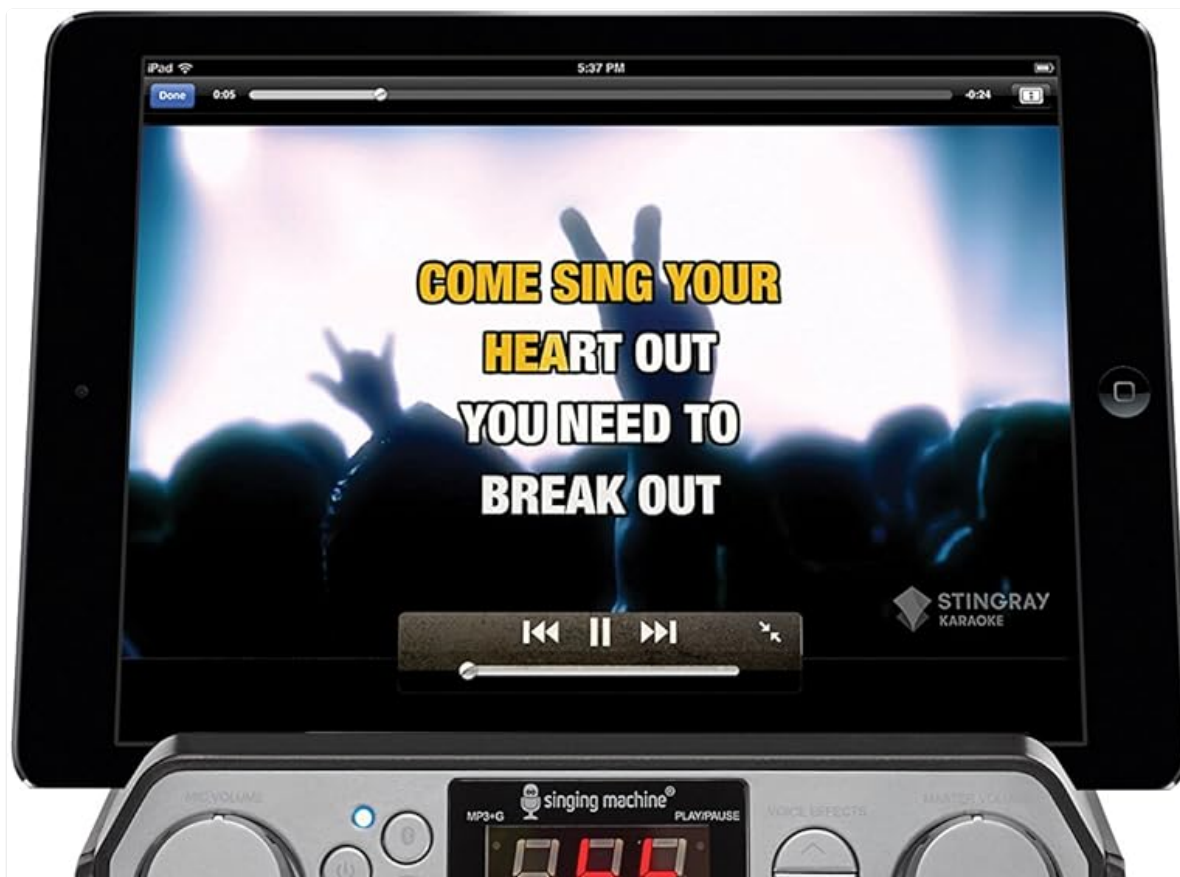 iPad
5:37 PM
Done
0:05
-0:24
COME SING YOUR
HEART OUT
YOU NEED TO
BREAK OUT
STINGRAY
KARAOKE
MIC VOLUME
singing machine®
MP3+G
PLAY/PAUSE
VOICE EFFECTS
MASTER VOLUME